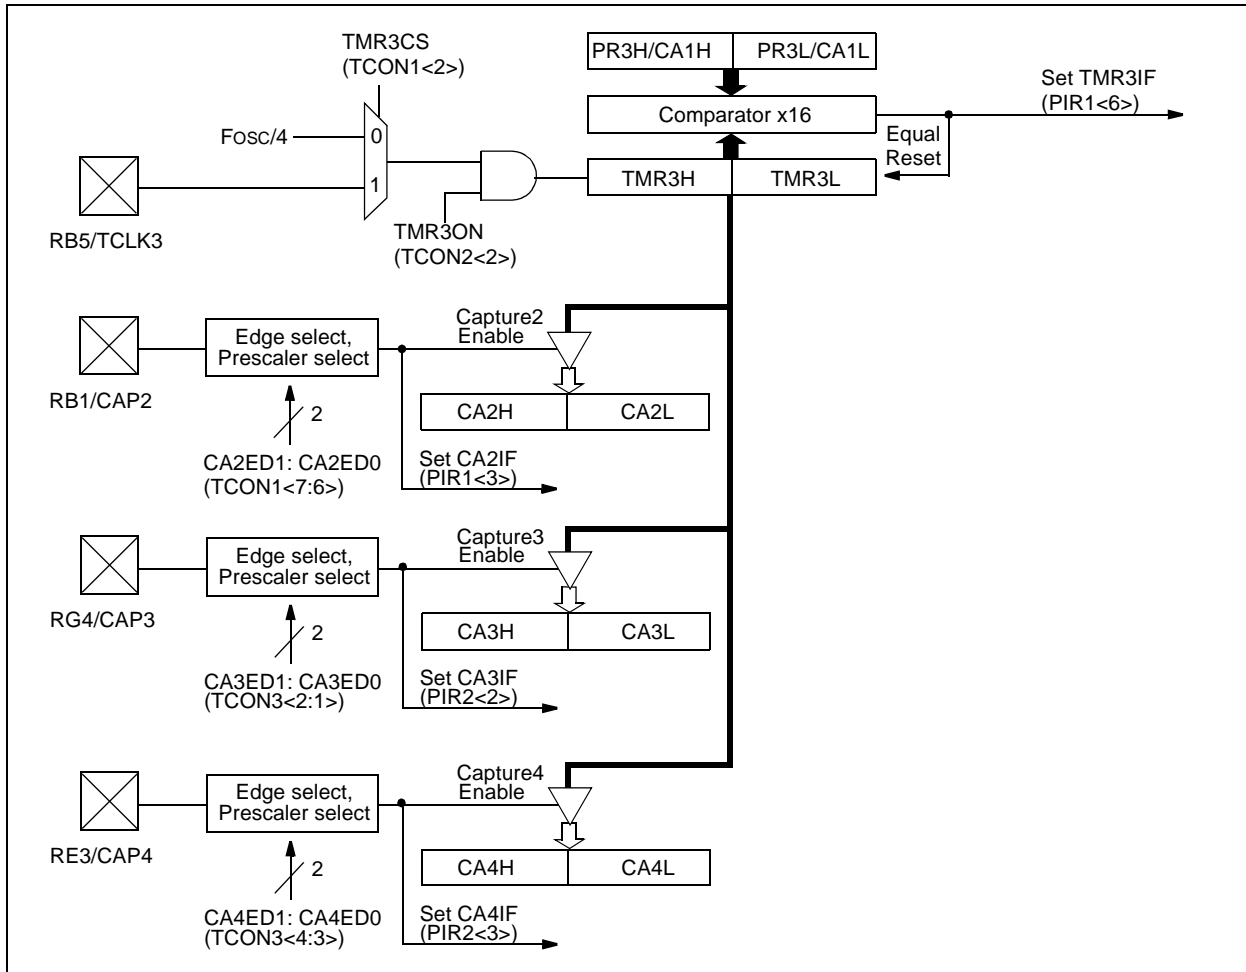 TMR3CS
(TCON1<2>)
PR3H/CA1H
PR3L/CA1L
Set TMR3IF
(PIR1<6>)
Comparator x16
Fosc/4
0
Equal
Reset
1
TMR3H
TMR3L
RB5/TCLK3
TMR3ON
(TCON2<2>)
Capture2
Enable
Edge select,
Prescaler select
RB1/CAP2
2
CA2H
CA2L
CA2ED1: CA2ED0
(TCON1<7:6>)
Set CA2IF
(PIR1<3>)
Capture3
Enable
Edge select,
Prescaler select
RG4/CAP3
2
CA3H
CA3L
CA3ED1: CA3ED0
(TCON3<2:1>)
Set CA3IF
(PIR2<2>)
Capture4
Enable
Edge select,
Prescaler select
RE3/CAP4
2
CA4H
CA4L
CA4ED1: CA4ED0
(TCON3<4:3>)
Set CA4IF
(PIR2<3>)